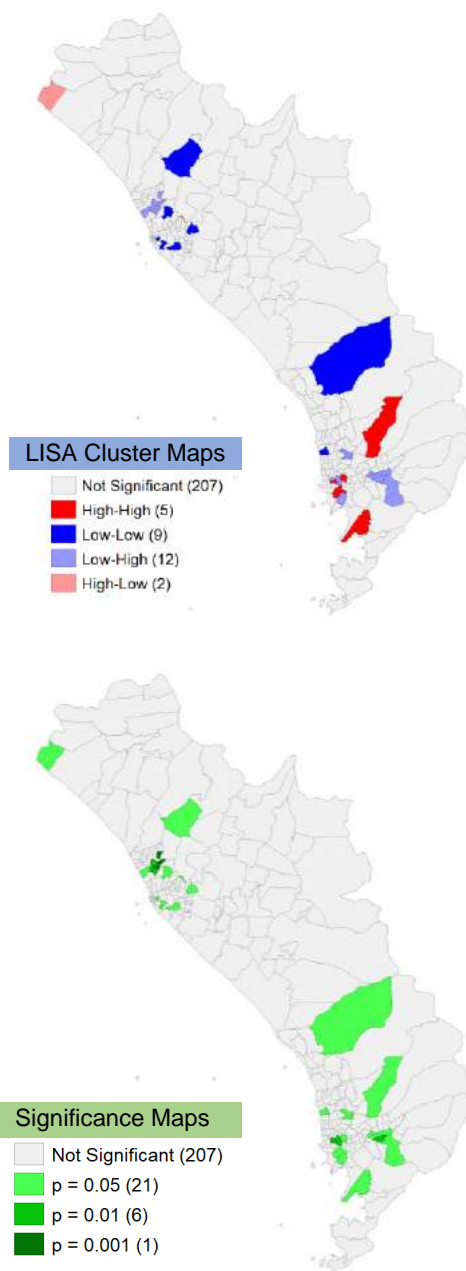 LISA Cluster Maps
Not Significant (207)
High-High (5)
Low-Low (9)
Low-High (12)
High-Low (2)
Significance Maps
Not Significant (207)
p = 0.05 (21)
p = 0.01 (6)
p = 0.001 (1)